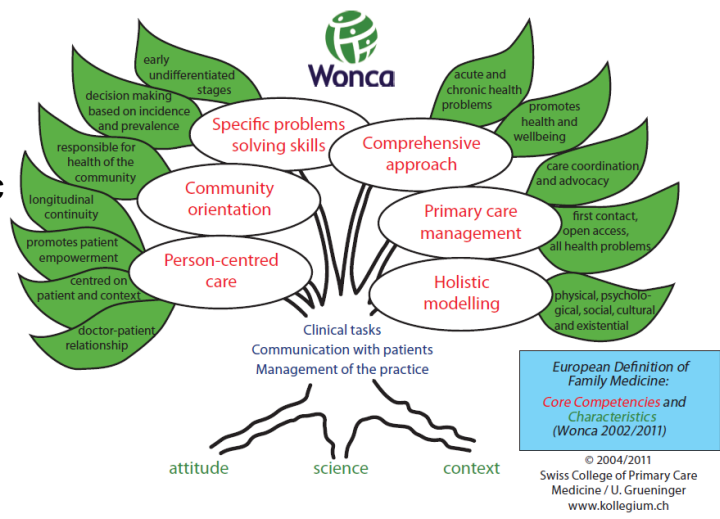 Wonca
early
undifferentiated
stages
decision making
based on incidence
and prevalence
responsible for
health of the
community
longitudinal
continuity
promotes patient
empowerment
centred on
patient and context
doctor-patient
relationship
Specific problems
solving skills
Community
orientation
Person-centred
care
Comprehensive
approach
Primary care
management
Holistic
modelling
acute and
chronic health
problems
promotes
health and
wellbeing
care coordination
and advocacy
first contact,
open access,
all health problems
physical, psycholo-
gical, social, cultural
and existential
Clinical tasks
Communication with patients
Management of the practice
attitude
science
context
European Definition of
Family Medicine:
Core Competencies and
Characteristics
(Wonca 2002/2011)
© 2004/2011
Swiss College of Primary Care
Medicine / U. Grueninger
www.kollegium.ch